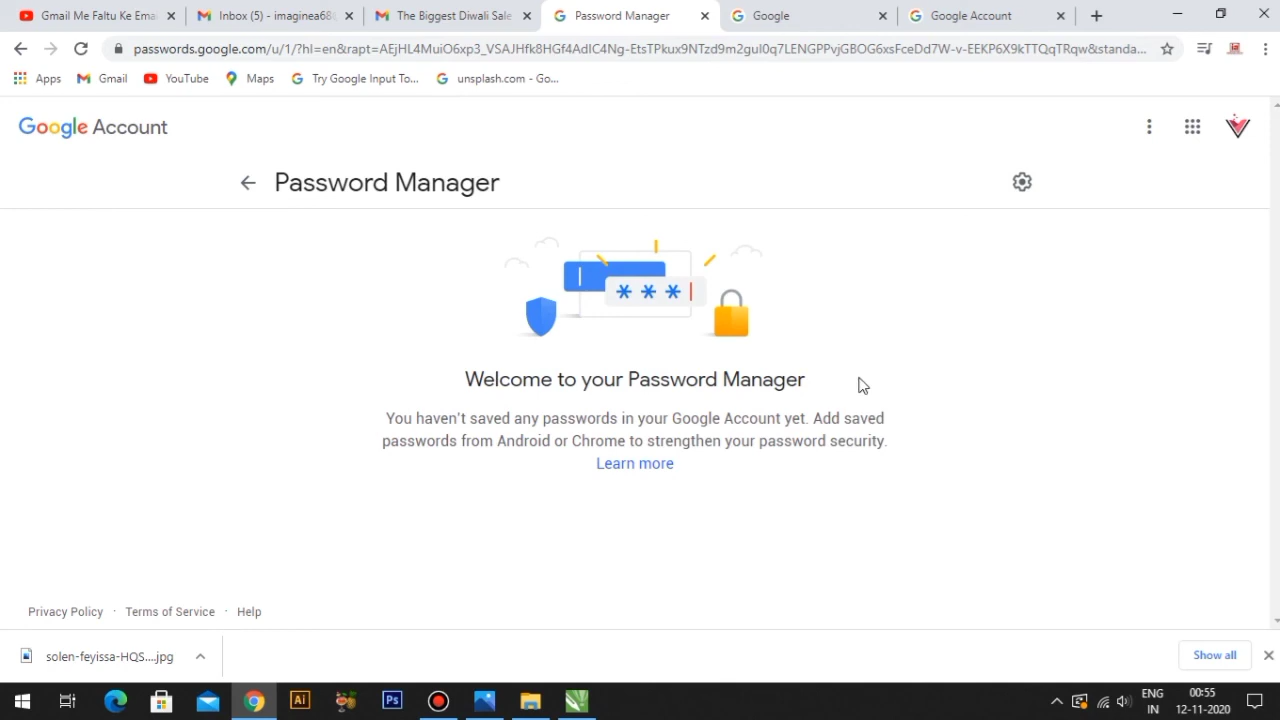 Gmail Me Faltu Ke Emai
Inbox (5) - imaginea68@
The Biggest Diwali Sale
Password Manager
Google
Google Account
passwords.google.com/u/1/?hl=en&rapt=AEjHL4MuiO6xp3_VSAJHfk8HGf4AdIC4Ng-EtsTPkux9NTzd9m2guI0q7LENGPPvjGBOG6xsFceDd7W-v-EEKP6X9kTTQqTRqw&standa...
Apps
Gmail
YouTube
Maps
Try Google Input To...
unsplash.com - Go...
Google Account
Password Manager
***
Welcome to your Password Manager
You haven't saved any passwords in your Google Account yet. Add saved
passwords from Android or Chrome to strengthen your password security.
Learn more
Privacy Policy · Terms of Service · Help
solen-feyissa-HQS....jpg
Show all
Ai
Ps
ENG
IN
00:55
12-11-2020